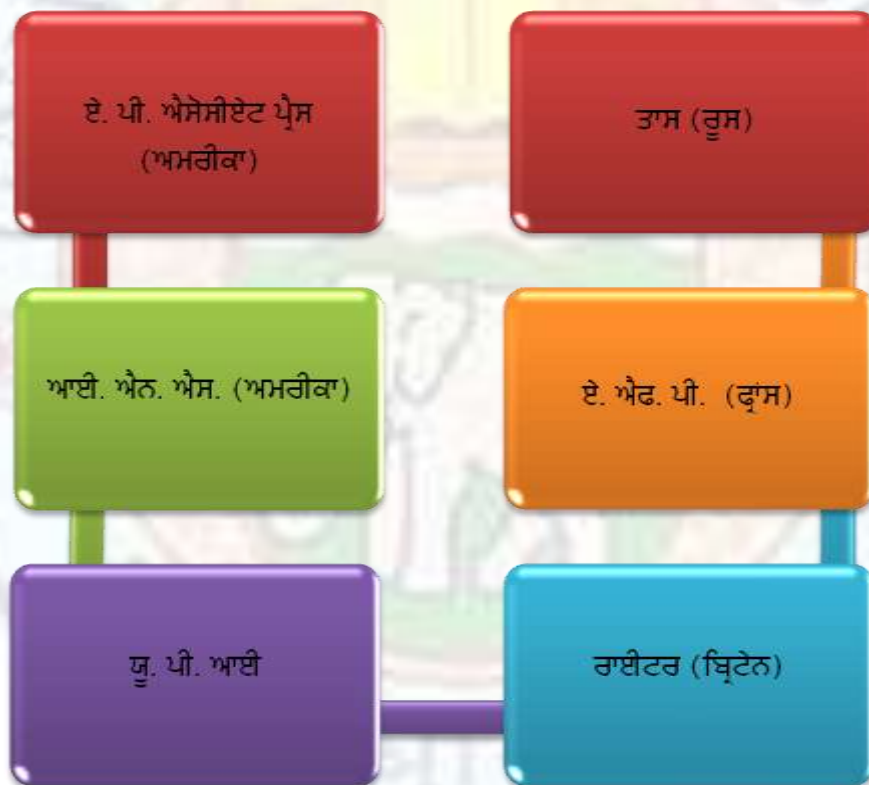 ਏ. ਪੀ. ਐਸੋਸੀਏਟ ਪ੍ਰੈਸ
(ਅਮਰੀਕਾ)
ਆਈ. ਐਨ. ਐਸ. (ਅਮਰੀਕਾ)
ਯੂ. ਪੀ. ਆਈ
ਰਾਈਟਰ (ਬ੍ਰਿਟੇਨ)
ਏ. ਐਫ. ਪੀ. (ਫ੍ਰਾਂਸ)
ਤਾਸ (ਰੂਸ)